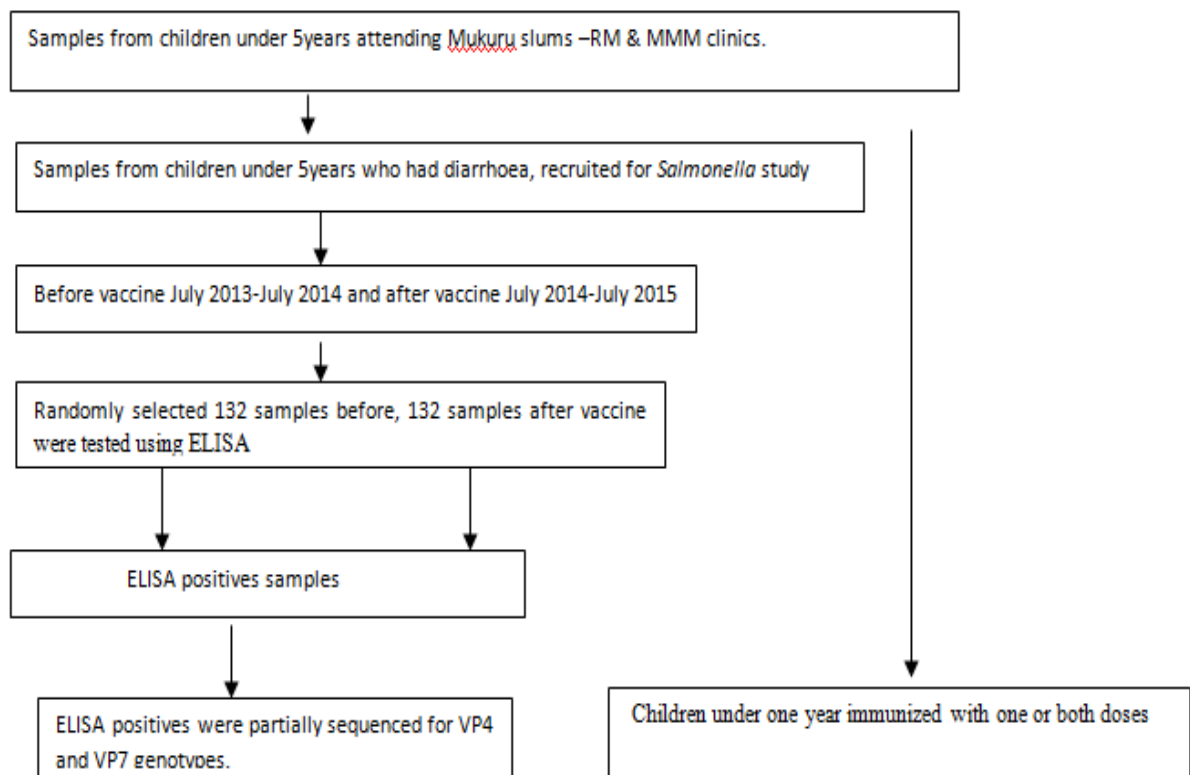 Samples from children under 5years attending Mukuru slums –RM & MMM clinics.
Samples from children under 5years who had diarrhoea, recruited for Salmonella study
Before vaccine July 2013-July 2014 and after vaccine July 2014-July 2015
Randomly selected 132 samples before, 132 samples after vaccine
were tested using ELISA
ELISA positives samples
ELISA positives were partially sequenced for VP4
and VP7 genotypes.
Children under one year immunized with one or both doses